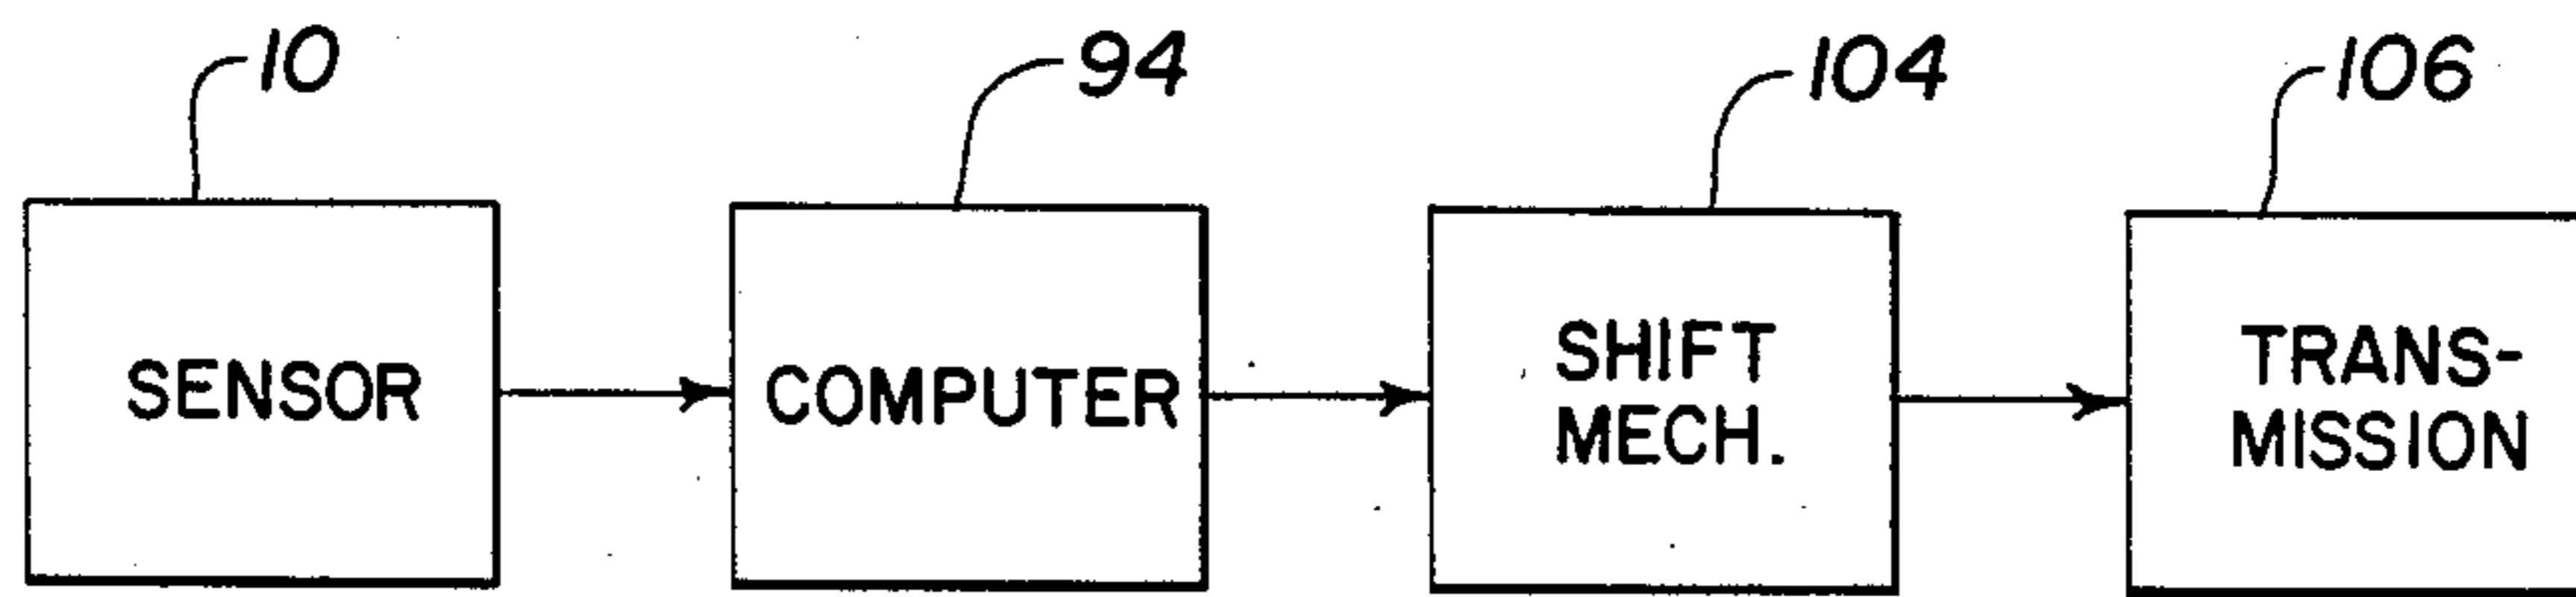 10
94
104
106
SENSOR
COMPUTER
SHIFT
MECH.
TRANS-
MISSION